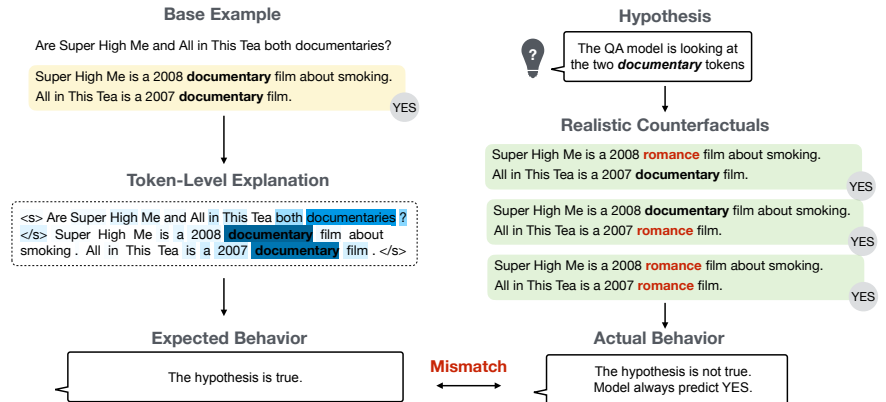 Base Example
Are Super High Me and All in This Tea both documentaries?
Super High Me is a 2008 documentary film about smoking.
All in This Tea is a 2007 documentary film.
YES
Token-Level Explanation
<s> Are Super High Me and All in This Tea both documentaries ?
</s> Super High Me is a 2008 documentary film about
smoking . All in This Tea is a 2007 documentary film . </s>
Expected Behavior
The hypothesis is true.
Mismatch
Hypothesis
?
The QA model is looking at
the two documentary tokens
Realistic Counterfactuals
Super High Me is a 2008 romance film about smoking.
All in This Tea is a 2007 documentary film.
YES
Super High Me is a 2008 documentary film about smoking.
All in This Tea is a 2007 romance film.
YES
Super High Me is a 2008 romance film about smoking.
All in This Tea is a 2007 romance film.
YES
Actual Behavior
The hypothesis is not true.
Model always predict YES.